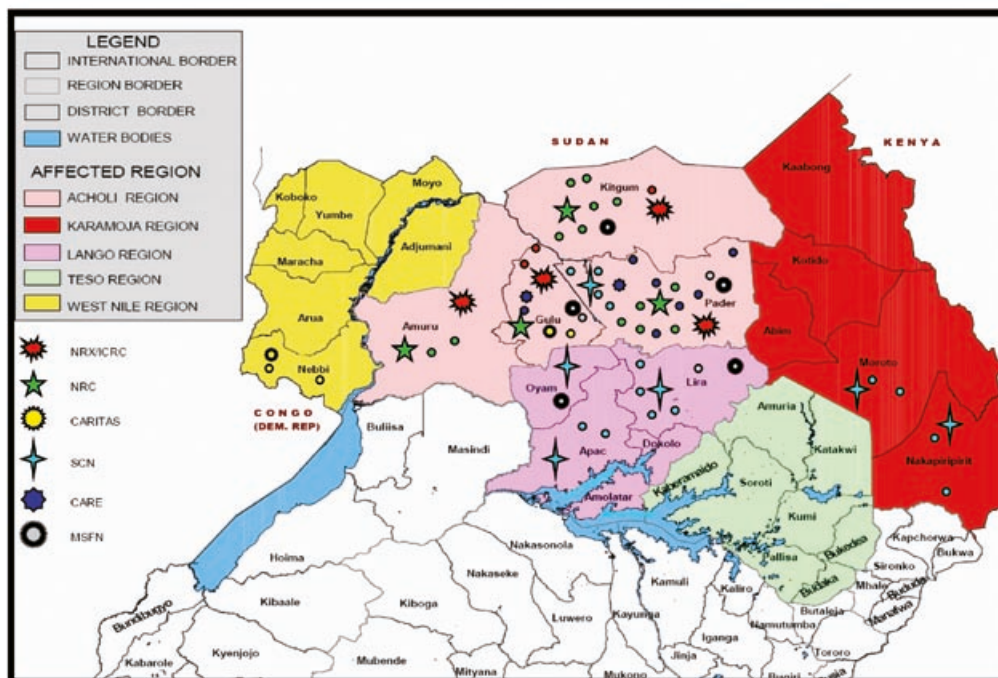 LEGEND
INTERNATIONAL BORDER
REGION BORDER
DISTRICT BORDER
WATER BODIES
AFFECTED REGION
ACHOLI REGION
KARAMOJA REGION
LANGO REGION
TESO REGION
WEST NILE REGION
NRX/ICRC
NRC
CARITAS
SCN
CARE
MSFN
SUDAN
KENYA
CONGO
(DEM. REP)
Koboko
Yumbe
Moyo
Maracha
Adjumani
Arua
Nebbi
Amuru
Gulu
Kitgum
Pader
Kaabong
Kotido
Abim
Moroto
Nakapiripirit
Oyam
Lira
Apac
Dokolo
Amolatar
Amuria
Katakwi
Kaberamaido
Soroti
Kumi
Bukedea
Pallisa
Budaka
Buliisa
Masindi
Hoima
Nakasonola
Nakaseke
Kibaale
Kiboga
Luwero
Kayunga
Kamuli
Kaliro
Namutumba
Butaleja
Iganga
Jinja
Tororo
Kapchorwa
Bukwa
Sironko
Mbale
Bududa
Manafwa
Bundibugyo
Kabarole
Kyenjojo
Mubende
Mityana
Mukono